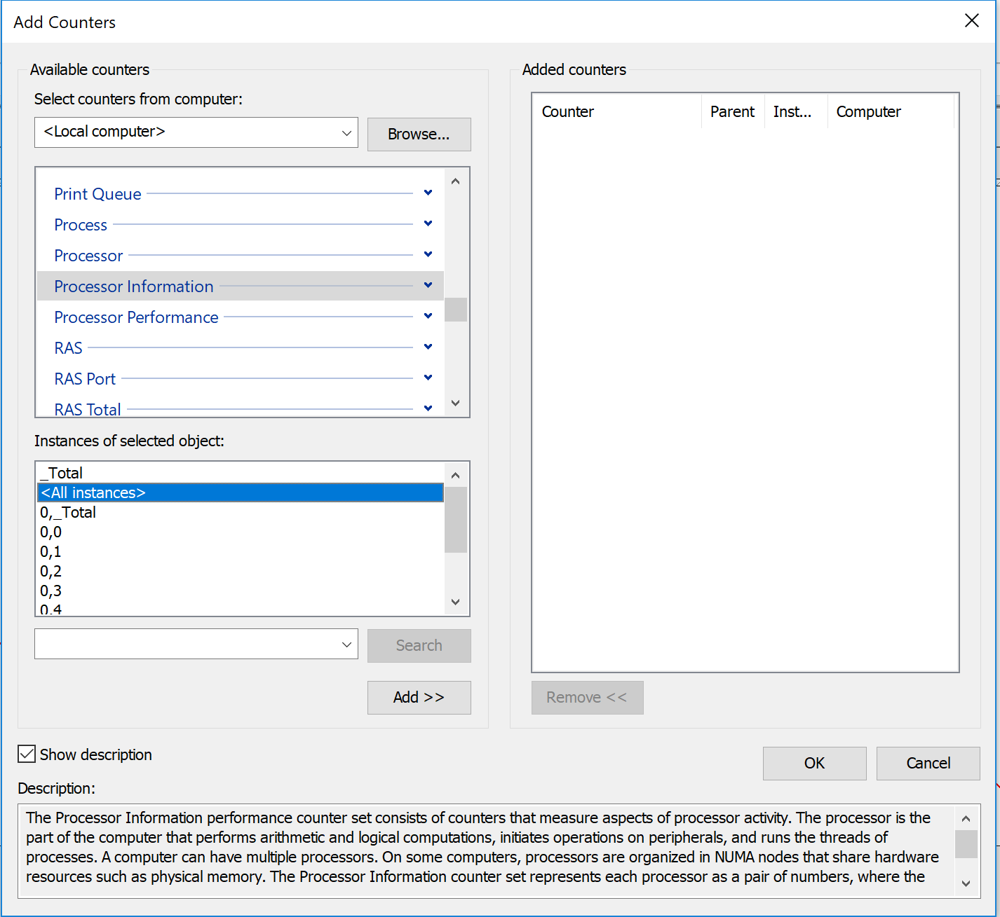 Add Counters
Available counters
Select counters from computer:
<Local computer>
Browse...
Print Queue
Process
Processor
Processor Information
Processor Performance
RAS
RAS Port
RAS Total
Instances of selected object:
_Total
<All instances>
0,_Total
0,0
0,1
0,2
0,3
0,4
Search
Add >>
Added counters
Counter Parent Inst... Computer
Remove <<
Show description
OK
Cancel
Description:
The Processor Information performance counter set consists of counters that measure aspects of processor activity. The processor is the
part of the computer that performs arithmetic and logical computations, initiates operations on peripherals, and runs the threads of
processes. A computer can have multiple processors. On some computers, processors are organized in NUMA nodes that share hardware
resources such as physical memory. The Processor Information counter set represents each processor as a pair of numbers, where the